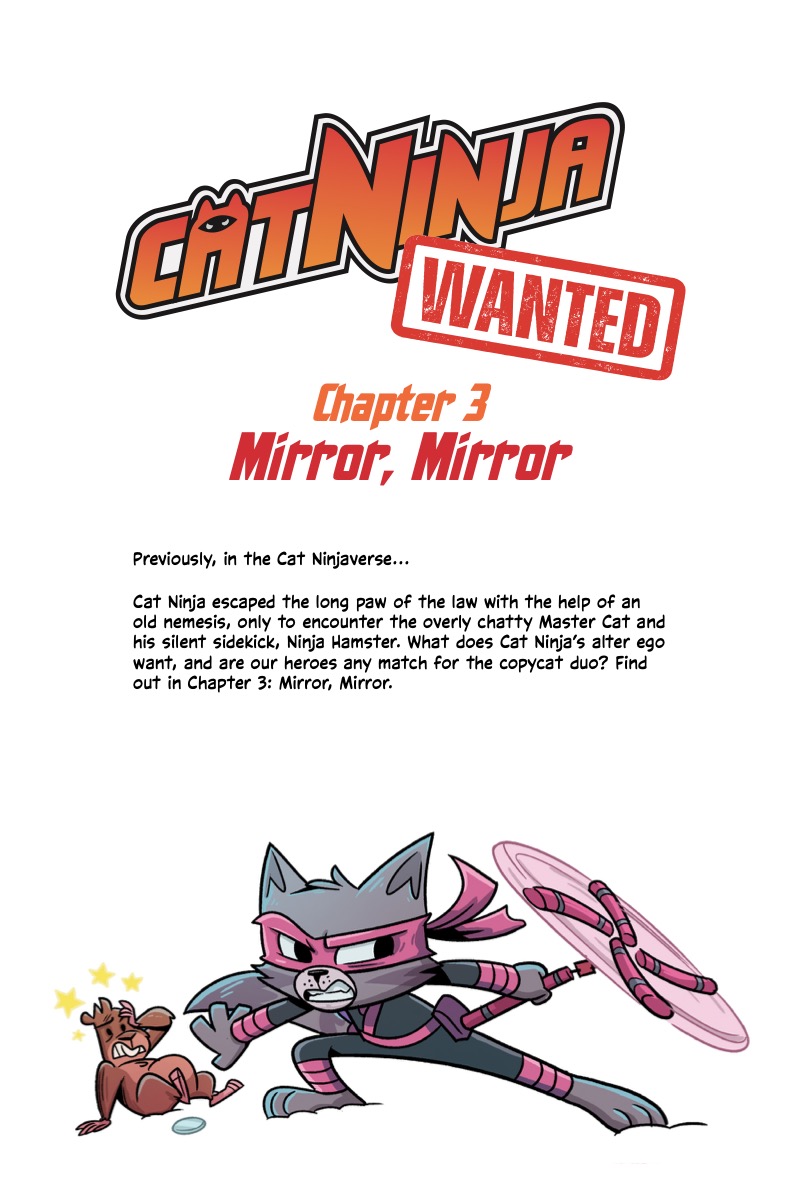 CATNINJA
WANTED
Chapter 3
Mirror, Mirror
Previously, in the Cat Ninjaverse...
Cat Ninja escaped the long paw of the law with the help of an
old nemesis, only to encounter the overly chatty Master Cat and
his silent sidekick, Ninja Hamster. What does Cat Ninja's alter ego
want, and are our heroes any match for the copycat duo? Find
out in Chapter 3: Mirror, Mirror.